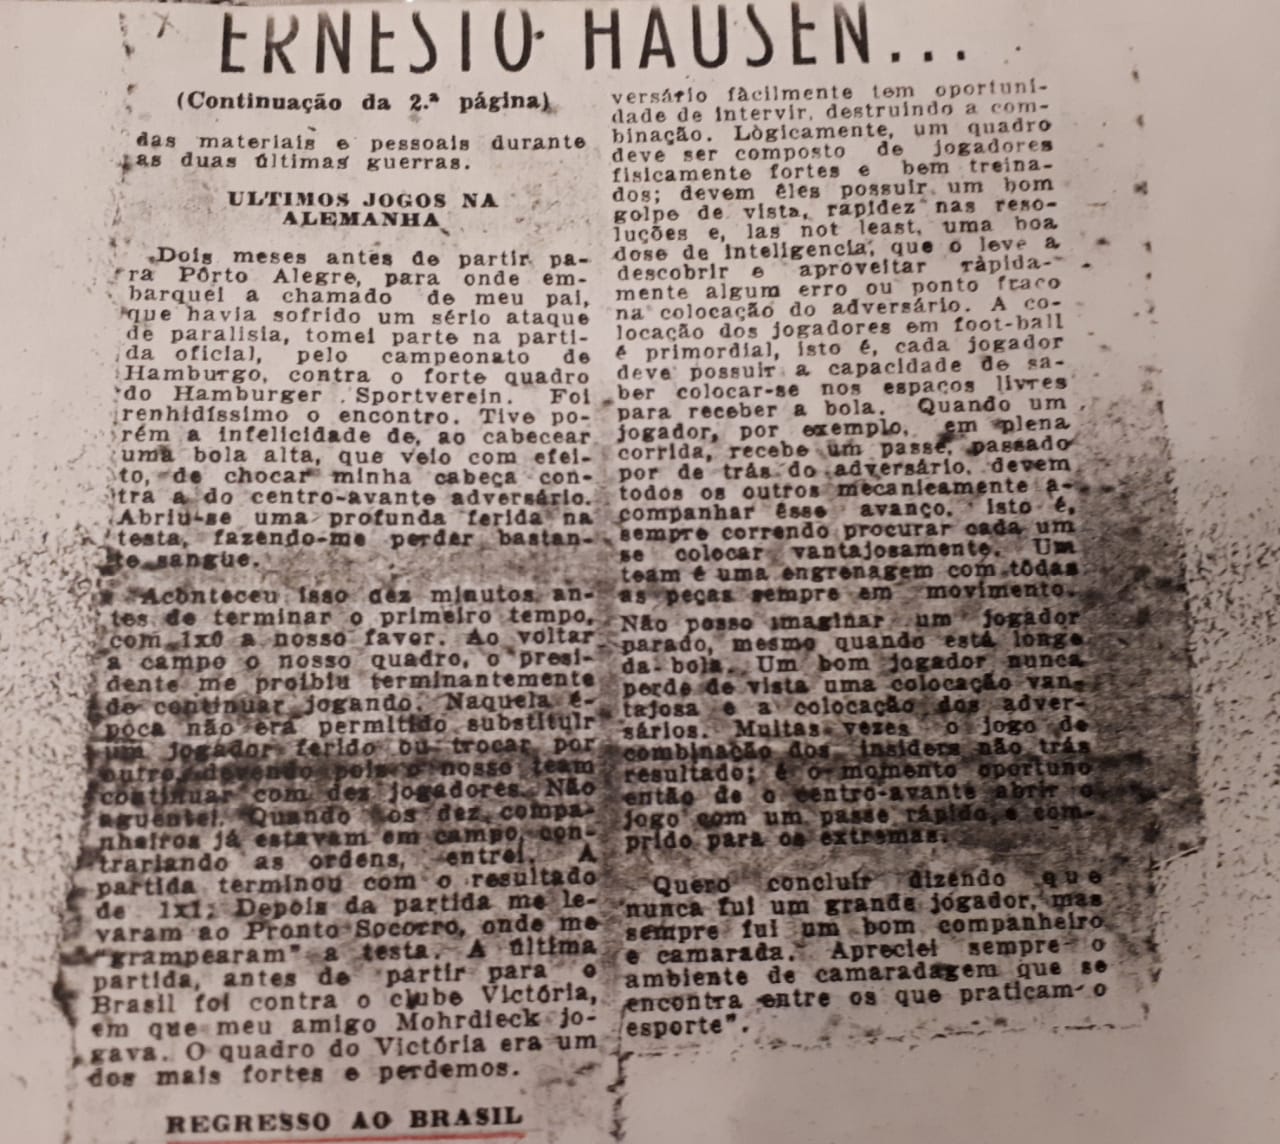 ERNESTO HAUSEN...
(Continuação da 2.ª página)
das materiais e pessoais durante
as duas últimas guerras.
ULTIMOS JOGOS NA
ALEMANHA
Dois meses antes de partir pa-
ra Pôrto Alegre, para onde em-
barquei a chamado de meu pai,
que havia sofrido um sério ataque
de paralisia, tomei parte na parti-
da oficial, pelo campeonato de
Hamburgo, contra o forte quadro
do Hamburger Sportverein. Foi
renhidíssimo o encontro. Tive po-
rém a infelicidade de, ao cabecear
uma bola alta, que veio com efei-
to, de chocar minha cabeça con-
tra a do centro-avante adversário.
Abriu-se uma profunda ferida na
testa, fazendo-me perder bastan-
te sangue.
Aconteceu isso dez minutos an-
tes de terminar o primeiro tempo,
com 1x0 a nosso favor. Ao voltar
a campo o nosso quadro, o presi-
dente me proibiu terminantemente
de continuar jogando. Naquela é-
poca não era permitido substituir
um jogador ferido ou trocar por
outro, devendo pois o nosso team
continuar com dez jogadores. Não
aguentei. Quando os dez compa-
nheiros já estavam em campo, con-
trariando as ordens, entrei. A
partida terminou com o resultado
de 1x1. Depois da partida me le-
varam ao Pronto Socorro, onde me
"grampearam" a testa. A última
partida, antes de partir para o
Brasil foi contra o clube Victória,
em que meu amigo Mohrdieck jo-
gava. O quadro do Victória era um
dos mais fortes e perdemos.
REGRESSO AO BRASIL
versário fàcilmente tem oportuni-
dade de intervir, destruindo a com-
binação. Lògicamente, um quadro
deve ser composto de jogadores
fisicamente fortes e bem treina-
dos; devem êles possuir um bom
golpe de vista, rapidez nas reso-
luções e, las not least, uma boa
dose de inteligencia, que o leve a
descobrir e aproveitar ràpida-
mente algum erro ou ponto fraco
na colocação do adversário. A co-
locação dos jogadores em foot-ball
é primordial, isto é, cada jogador
deve possuir a capacidade de sa-
ber colocar-se nos espaços livres
para receber a bola. Quando um
jogador, por exemplo, em plena
corrida, recebe um passe, passado
por de trás do adversário, devem
todos os outros mecanicamente a-
companhar êsse avanço, isto é,
sempre correndo procurar cada um
se colocar vantajosamente. Um
team é uma engrenagem com tôdas
as peças sempre em movimento.
Não posso imaginar um jogador
parado, mesmo quando está longe
da bola. Um bom jogador nunca
perde de vista uma colocação van-
tajosa e a colocação dos adver-
sários. Muitas vezes o jogo de
combinação dos insiders não trás
resultado; é o momento oportuno
então de o centro-avante abrir o
jogo com um passe rápido e com-
prido para os extremas.
Quero concluir dizendo que
nunca fui um grande jogador, mas
sempre fui um bom companheiro
e camarada. Apreciei sempre o
ambiente de camaradagem que se
encontra entre os que praticam o
esporte".